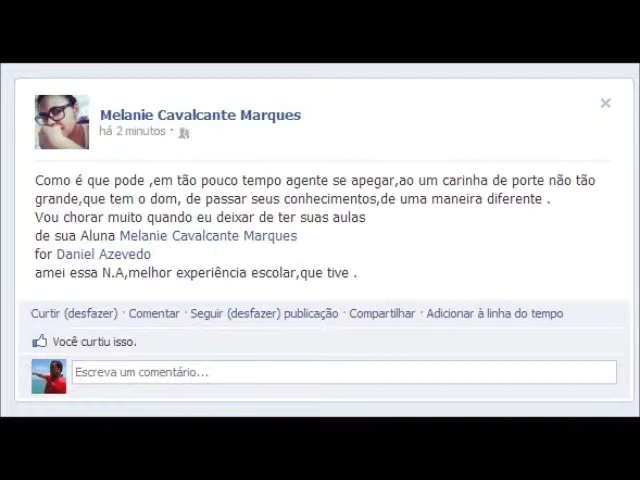 Melanie Cavalcante Marques
há 2 minutos ·
Como é que pode ,em tão pouco tempo agente se apegar,ao um carinha de porte não tão
grande,que tem o dom, de passar seus conhecimentos,de uma maneira diferente .
Vou chorar muito quando eu deixar de ter suas aulas
de sua Aluna Melanie Cavalcante Marques
for Daniel Azevedo
amei essa N.A,melhor experiência escolar,que tive .
Curtir (desfazer) · Comentar · Seguir (desfazer) publicação · Compartilhar · Adicionar à linha do tempo
Você curtiu isso.
Escreva um comentário...